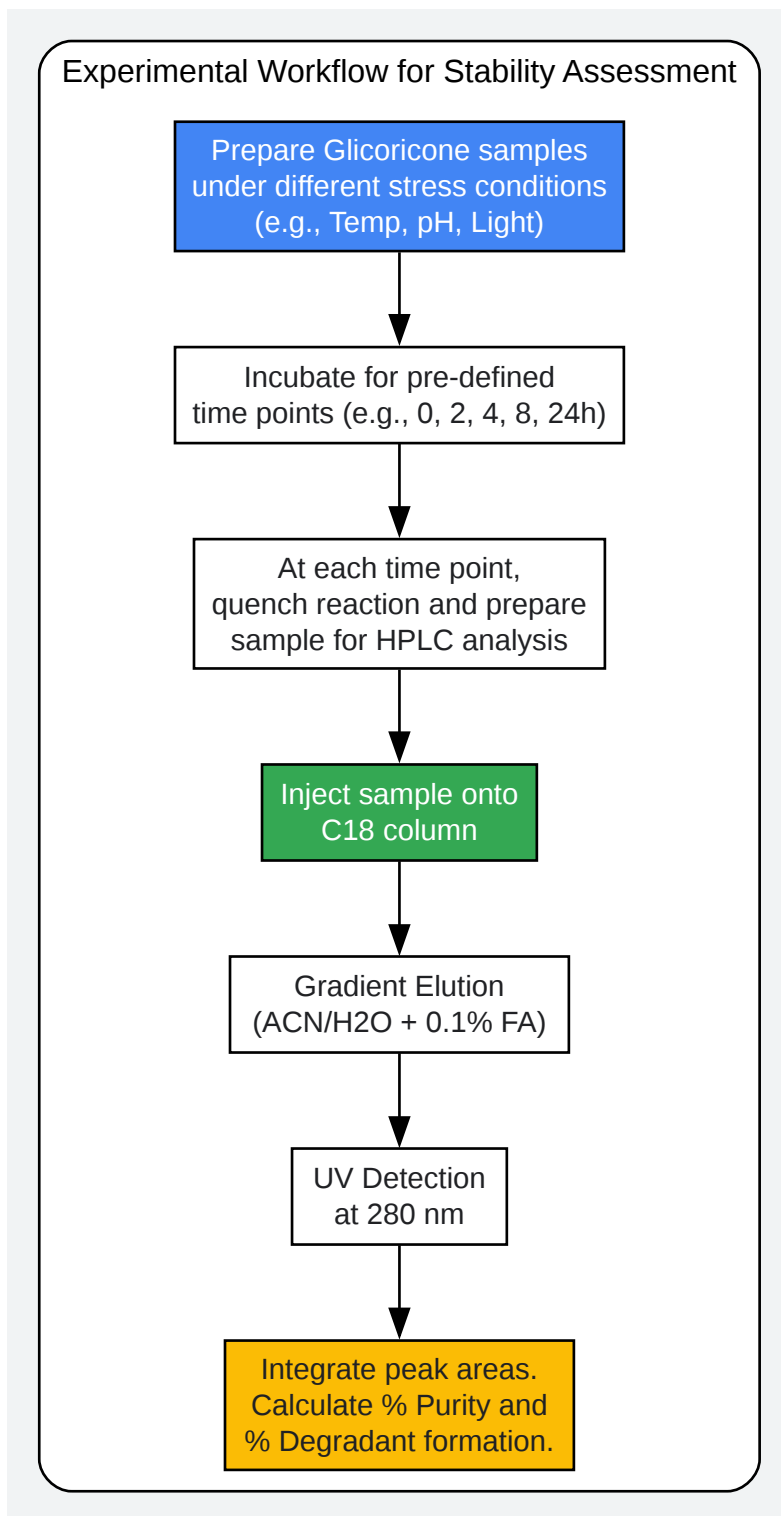 Experimental Workflow for Stability Assessment
Prepare Glicoricone samples
under different stress conditions
(e.g., Temp, pH, Light)
Incubate for pre-defined
time points (e.g., 0, 2, 4, 8, 24h)
At each time point,
quench reaction and prepare
sample for HPLC analysis
Inject sample onto
C18 column
Gradient Elution
(ACN/H2O + 0.1% FA)
UV Detection
at 280 nm
Integrate peak areas.
Calculate % Purity and
% Degradant formation.